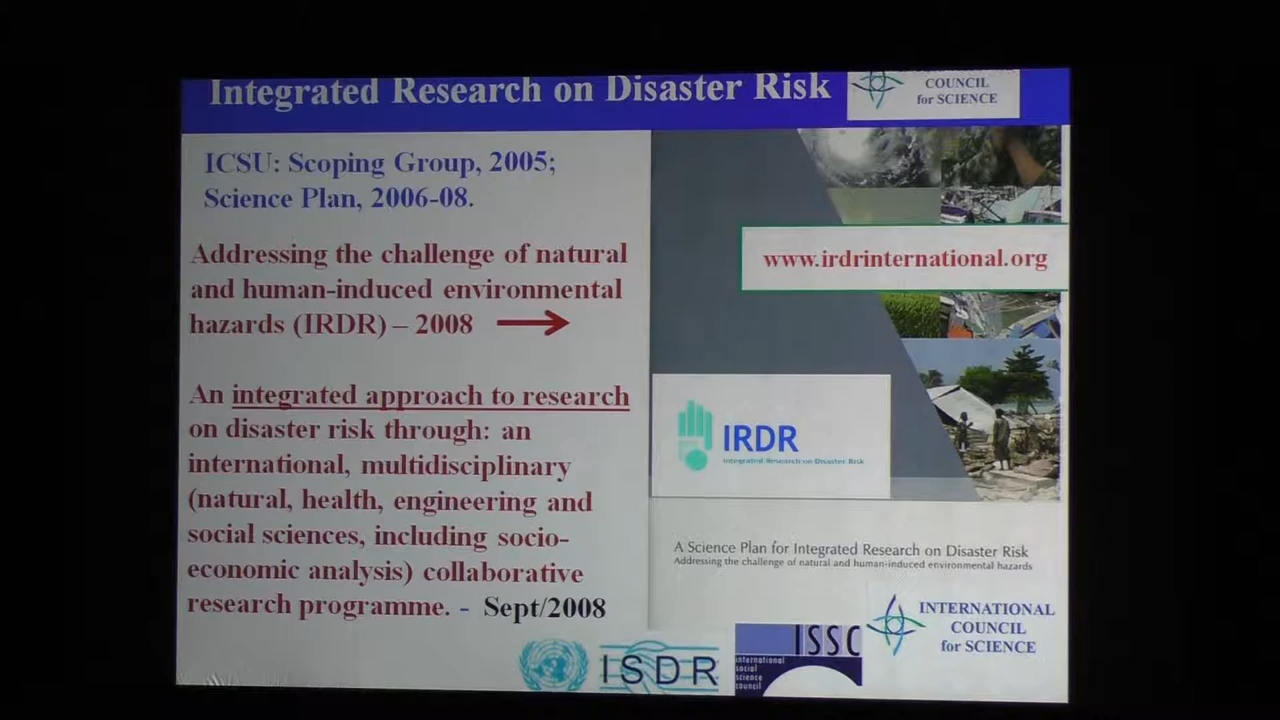 Integrated Research on Disaster Risk
COUNCIL
for SCIENCE
ICSU: Scoping Group, 2005;
Science Plan, 2006-08.
Addressing the challenge of natural
and human-induced environmental
hazards (IRDR) – 2008
An integrated approach to research
on disaster risk through: an
international, multidisciplinary
(natural, health, engineering and
social sciences, including socio-
economic analysis) collaborative
research programme. - Sept/2008
www.irdrinternational.org
IRDR
Integrated Research on Disaster Risk
A Science Plan for Integrated Research on Disaster Risk
Addressing the challenge of natural and human-induced environmental hazards
ISDR
ISSC
international
social
science
council
INTERNATIONAL
COUNCIL
for SCIENCE